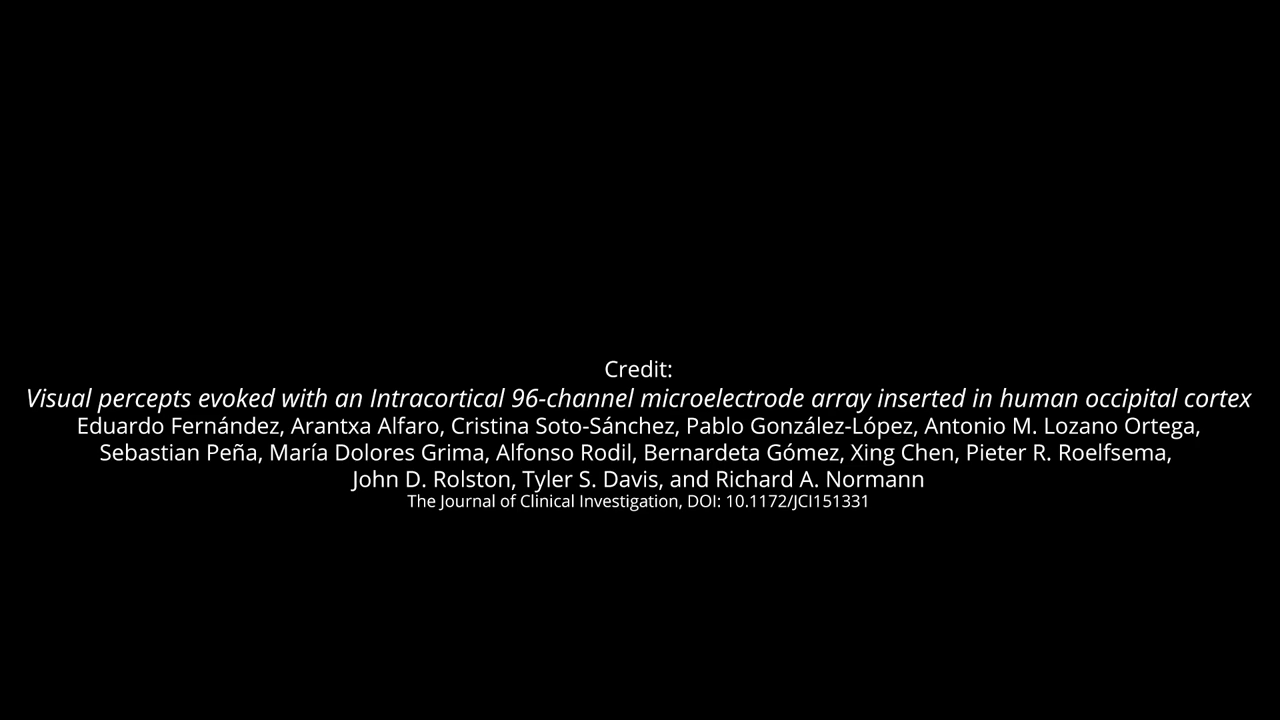 Credit:
Visual percepts evoked with an Intracortical 96-channel microelectrode array inserted in human occipital cortex
Eduardo Fernández, Arantxa Alfaro, Cristina Soto-Sánchez, Pablo González-López, Antonio M. Lozano Ortega,
Sebastian Peña, María Dolores Grima, Alfonso Rodil, Bernardeta Gómez, Xing Chen, Pieter R. Roelfsema,
John D. Rolston, Tyler S. Davis, and Richard A. Normann
The Journal of Clinical Investigation, DOI: 10.1172/JCI151331